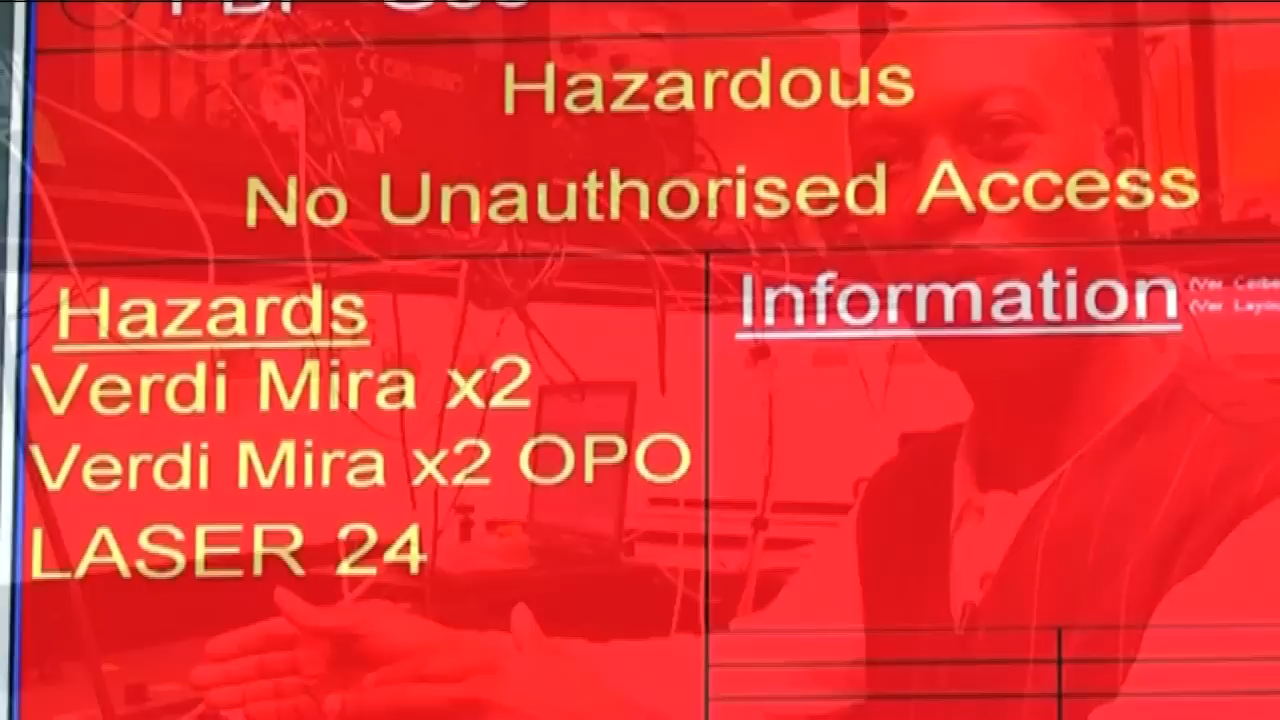 Hazardous
No Unauthorised Access
Hazards
Information
Verdi Mira x2
Verdi Mira x2 OPO
LASER 24